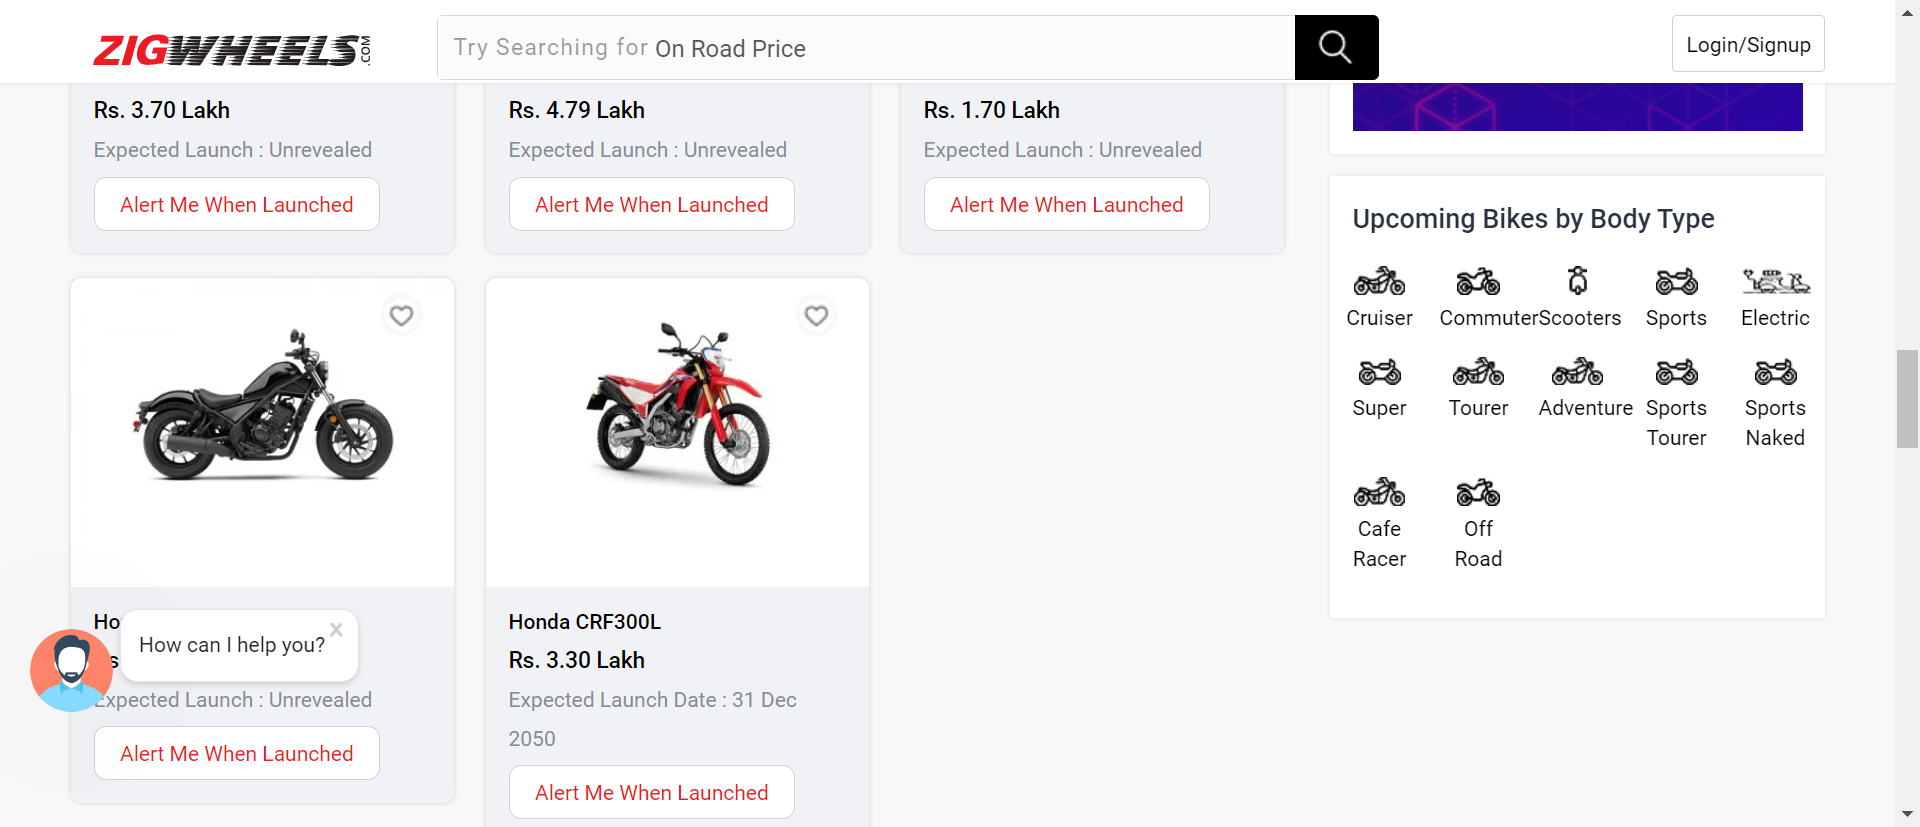 ZIGWHEELS.COM
Try Searching for On Road Price
Login/Signup
Rs. 3.70 Lakh
Expected Launch : Unrevealed
Alert Me When Launched
Rs. 4.79 Lakh
Expected Launch : Unrevealed
Alert Me When Launched
Rs. 1.70 Lakh
Expected Launch : Unrevealed
Alert Me When Launched
How can I help you?
Expected Launch : Unrevealed
Alert Me When Launched
Honda CRF300L
Rs. 3.30 Lakh
Expected Launch Date : 31 Dec
2050
Alert Me When Launched
Upcoming Bikes by Body Type
Cruiser
Commuter
Scooters
Sports
Electric
Super
Tourer
Adventure
Sports
Tourer
Sports
Naked
Cafe
Racer
Off
Road